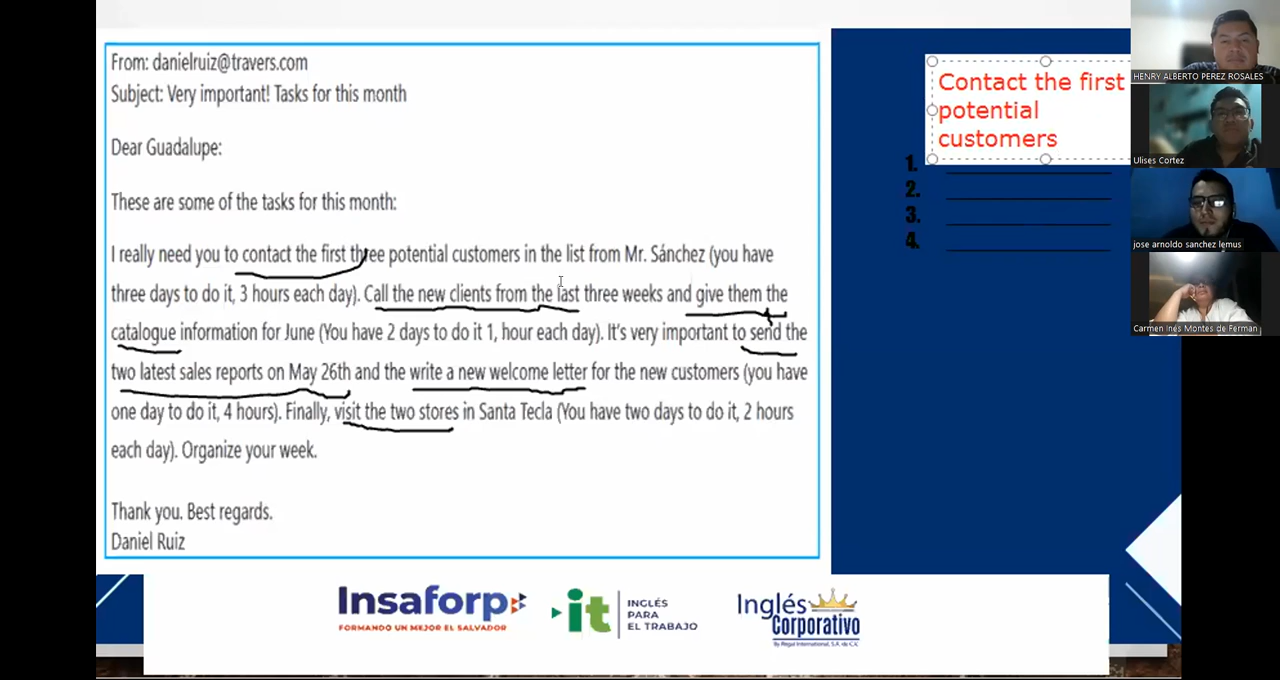 From: danielruiz@travers.com
Subject: Very important! Tasks for this month
Dear Guadalupe:
These are some of the tasks for this month:
I really need you to contact the first three potential customers in the list from Mr. Sánchez (you have
three days to do it, 3 hours each day). Call the new clients from the last three weeks and give them the
catalogue information for June (You have 2 days to do it 1, hour each day). It's very important to send the
two latest sales reports on May 26th and the write a new welcome letter for the new customers (you have
one day to do it, 4 hours). Finally, visit the two stores in Santa Tecla (You have two days to do it, 2 hours
each day). Organize your week.
Thank you. Best regards.
Daniel Ruiz
Contact the first
potential
customers
1.
2.
3.
4.
HENRY ALBERTO PEREZ ROSALES
Ulises Cortez
jose arnoldo sanchez lemus
Carmen Inés Montes de Ferman
Insaforp
FORMANDO UN MEJOR EL SALVADOR
it
INGLÉS
PARA
EL TRABAJO
Inglés
Corporativo
By Regal International, S.A. de C.V.